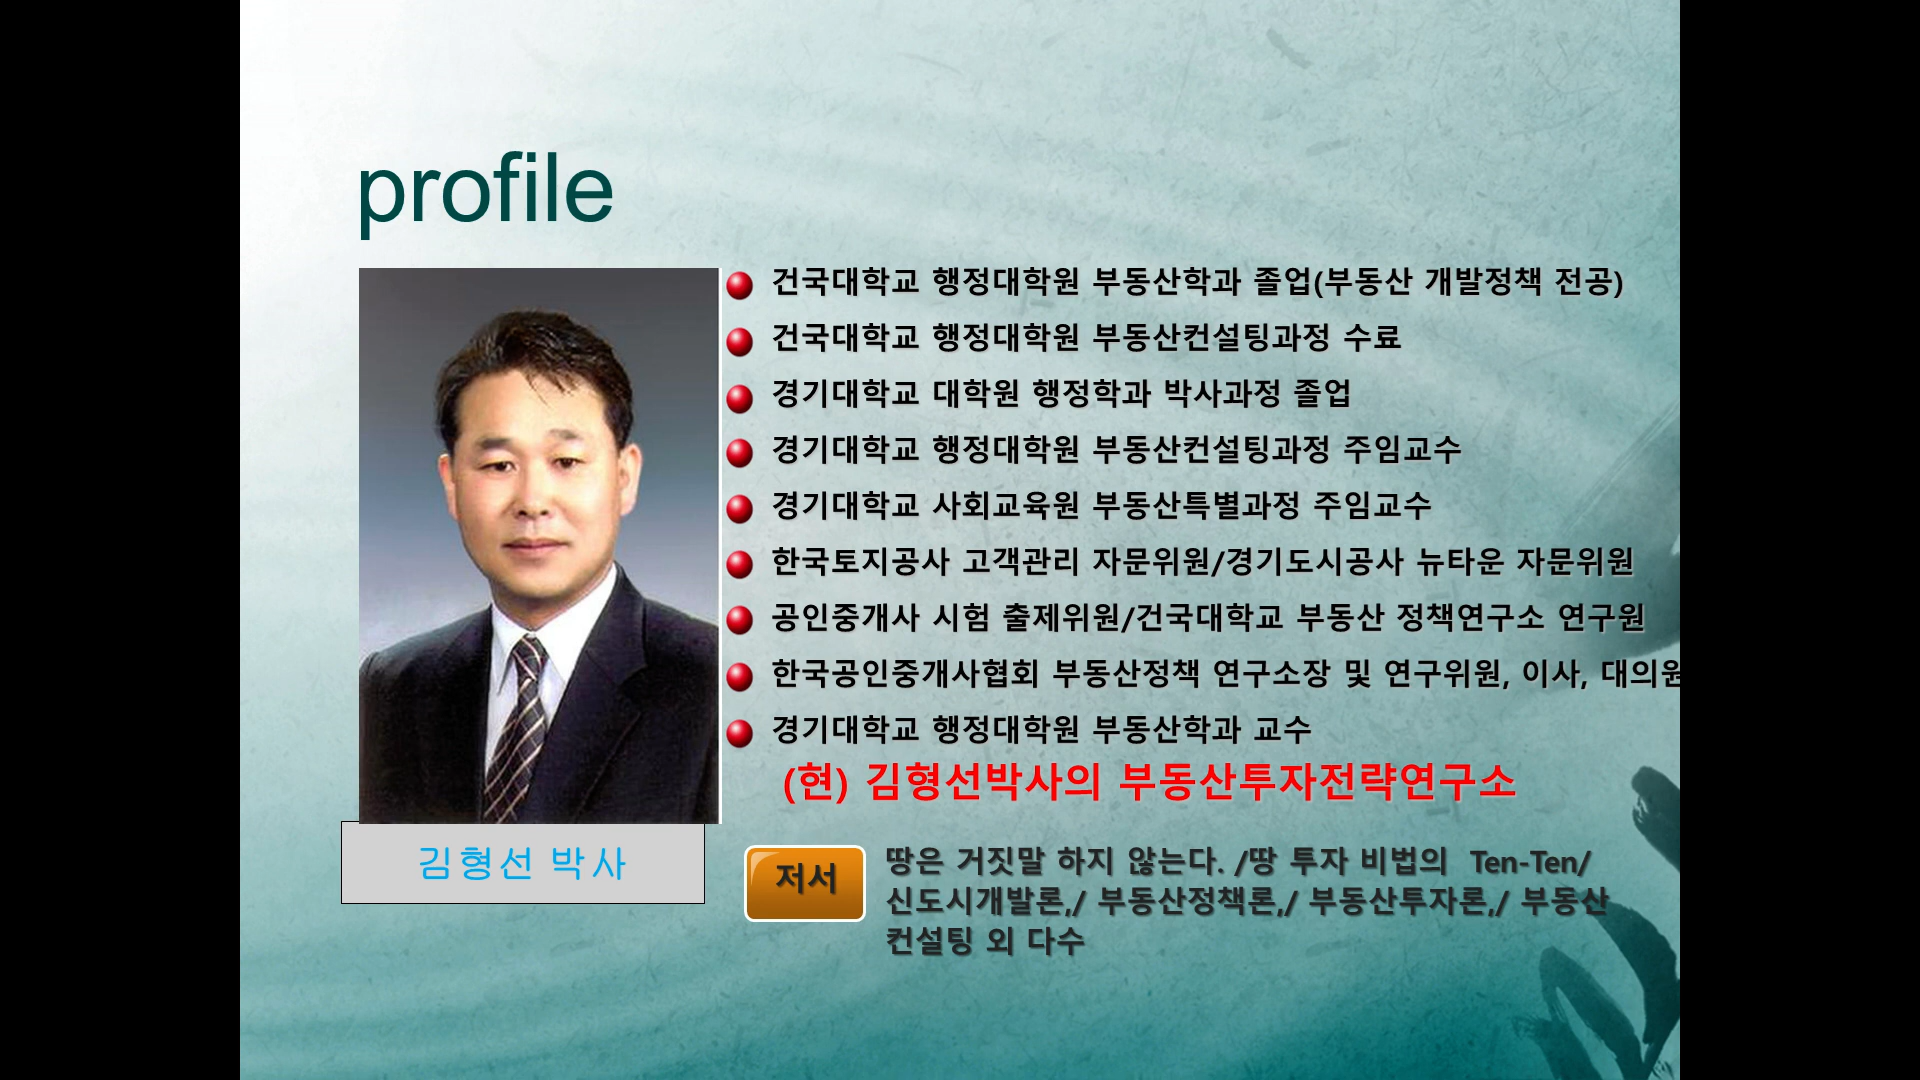 profile
건국대학교 행정대학원 부동산학과 졸업(부동산 개발정책 전공)
건국대학교 행정대학원 부동산컨설팅과정 수료
경기대학교 대학원 행정학과 박사과정 졸업
경기대학교 행정대학원 부동산컨설팅과정 주임교수
경기대학교 사회교육원 부동산특별과정 주임교수
한국토지공사 고객관리 자문위원/경기도시공사 뉴타운 자문위원
공인중개사 시험 출제위원/건국대학교 부동산 정책연구소 연구원
한국공인중개사협회 부동산정책 연구소장 및 연구위원, 이사, 대의원
경기대학교 행정대학원 부동산학과 교수
(현) 김형선박사의 부동산투자전략연구소
김형선 박사
저서
땅은 거짓말 하지 않는다. /땅 투자 비법의 Ten-Ten/
신도시개발론,/ 부동산정책론,/ 부동산투자론,/ 부동산
컨설팅 외 다수